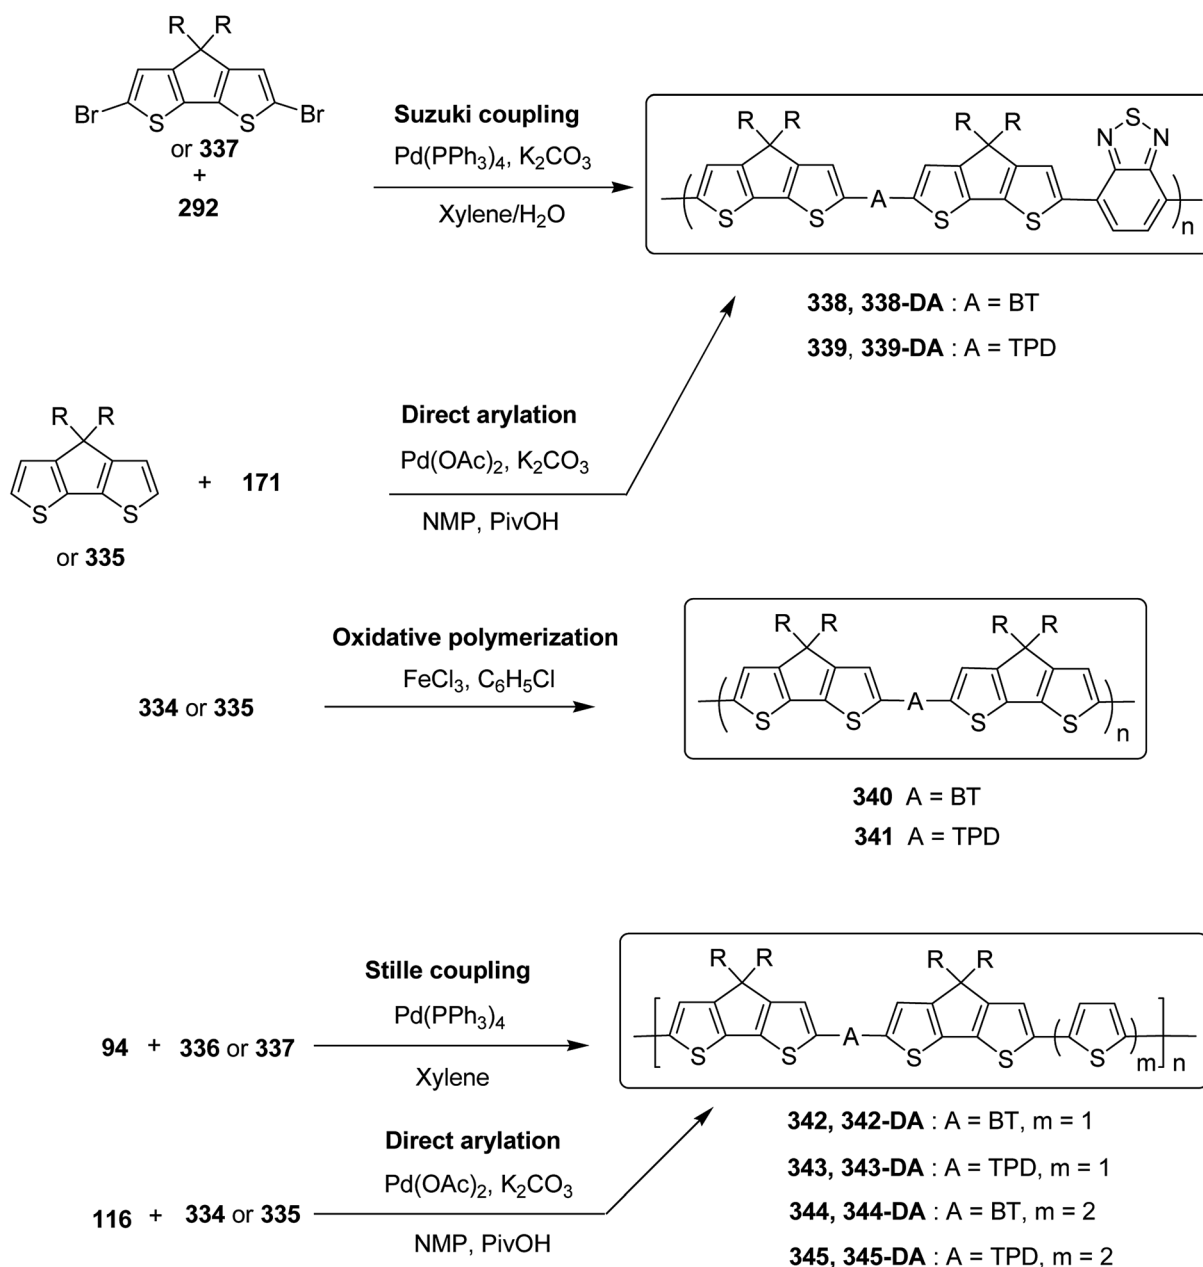 R R
Br S S Br
or 337
+
292
Suzuki coupling
Pd(PPh3)4, K2CO3
Xylene/H2O
R R R R S
N N
S S A S S n
338, 338-DA : A = BT
339, 339-DA : A = TPD
R R
S S
or 335
+ 171
Direct arylation
Pd(OAc)2, K2CO3
NMP, PivOH
334 or 335
Oxidative polymerization
FeCl3, C6H5Cl
R R R R
S S A S S n
340 A = BT
341 A = TPD
94 + 336 or 337
Stille coupling
Pd(PPh3)4
Xylene
R R R R
S S A S S S m n
116 + 334 or 335
Direct arylation
Pd(OAc)2, K2CO3
NMP, PivOH
342, 342-DA : A = BT, m = 1
343, 343-DA : A = TPD, m = 1
344, 344-DA : A = BT, m = 2
345, 345-DA : A = TPD, m = 2